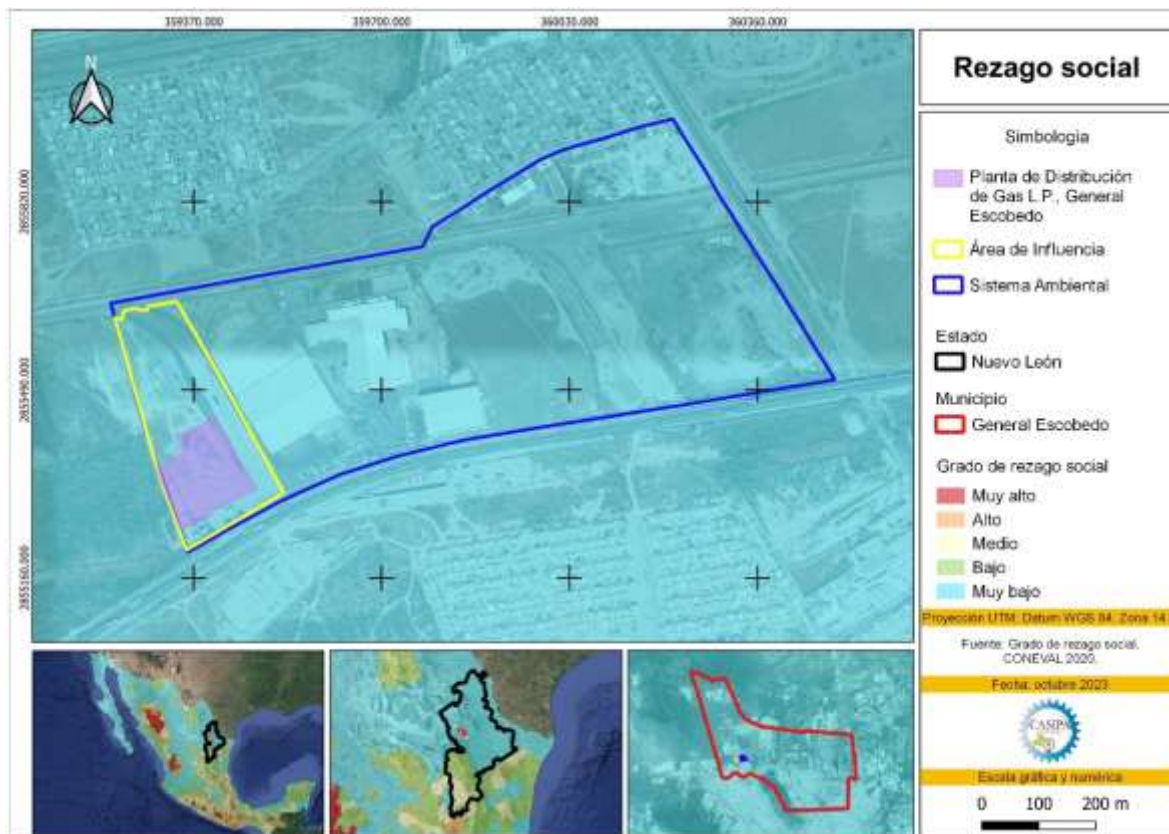 359370.000
359700.000
360030.000
360360.000
Rezago social
N
2855820.000
2855490.000
2855160.000
Simbología
Planta de Distribución
de Gas L.P., General
Escobedo
Área de Influencia
Sistema Ambiental
Estado
Nuevo León
Municipio
General Escobedo
Grado de rezago social
Muy alto
Alto
Medio
Bajo
Muy bajo
Proyección UTM, Datum WGS 84, Zona 14
Fuente: Grado de rezago social,
CONEVAL 2020.
Fecha: octubre 2023
Escala gráfica y numérica
0 100 200 m